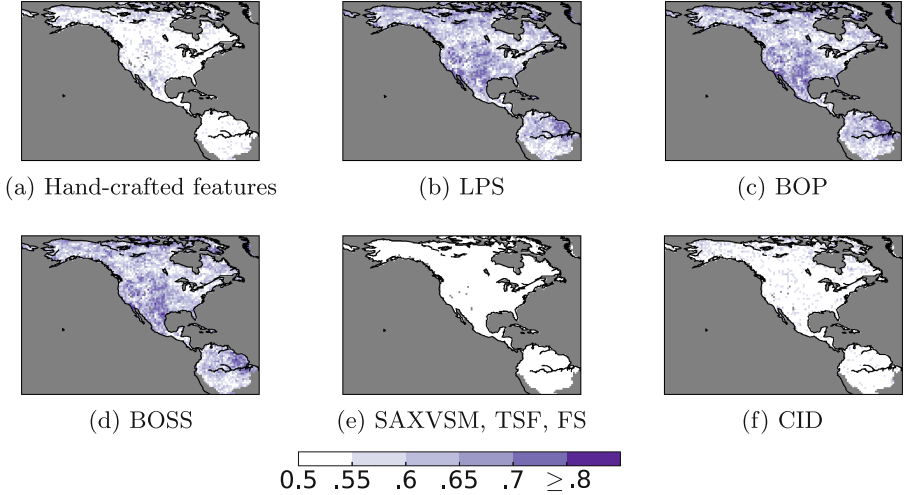 (a) Hand-crafted features
(b) LPS
(c) BOP
(d) BOSS
(e) SAXVSM, TSF, FS
(f) CID
0.5 .55 .6 .65 .7 ≥.8